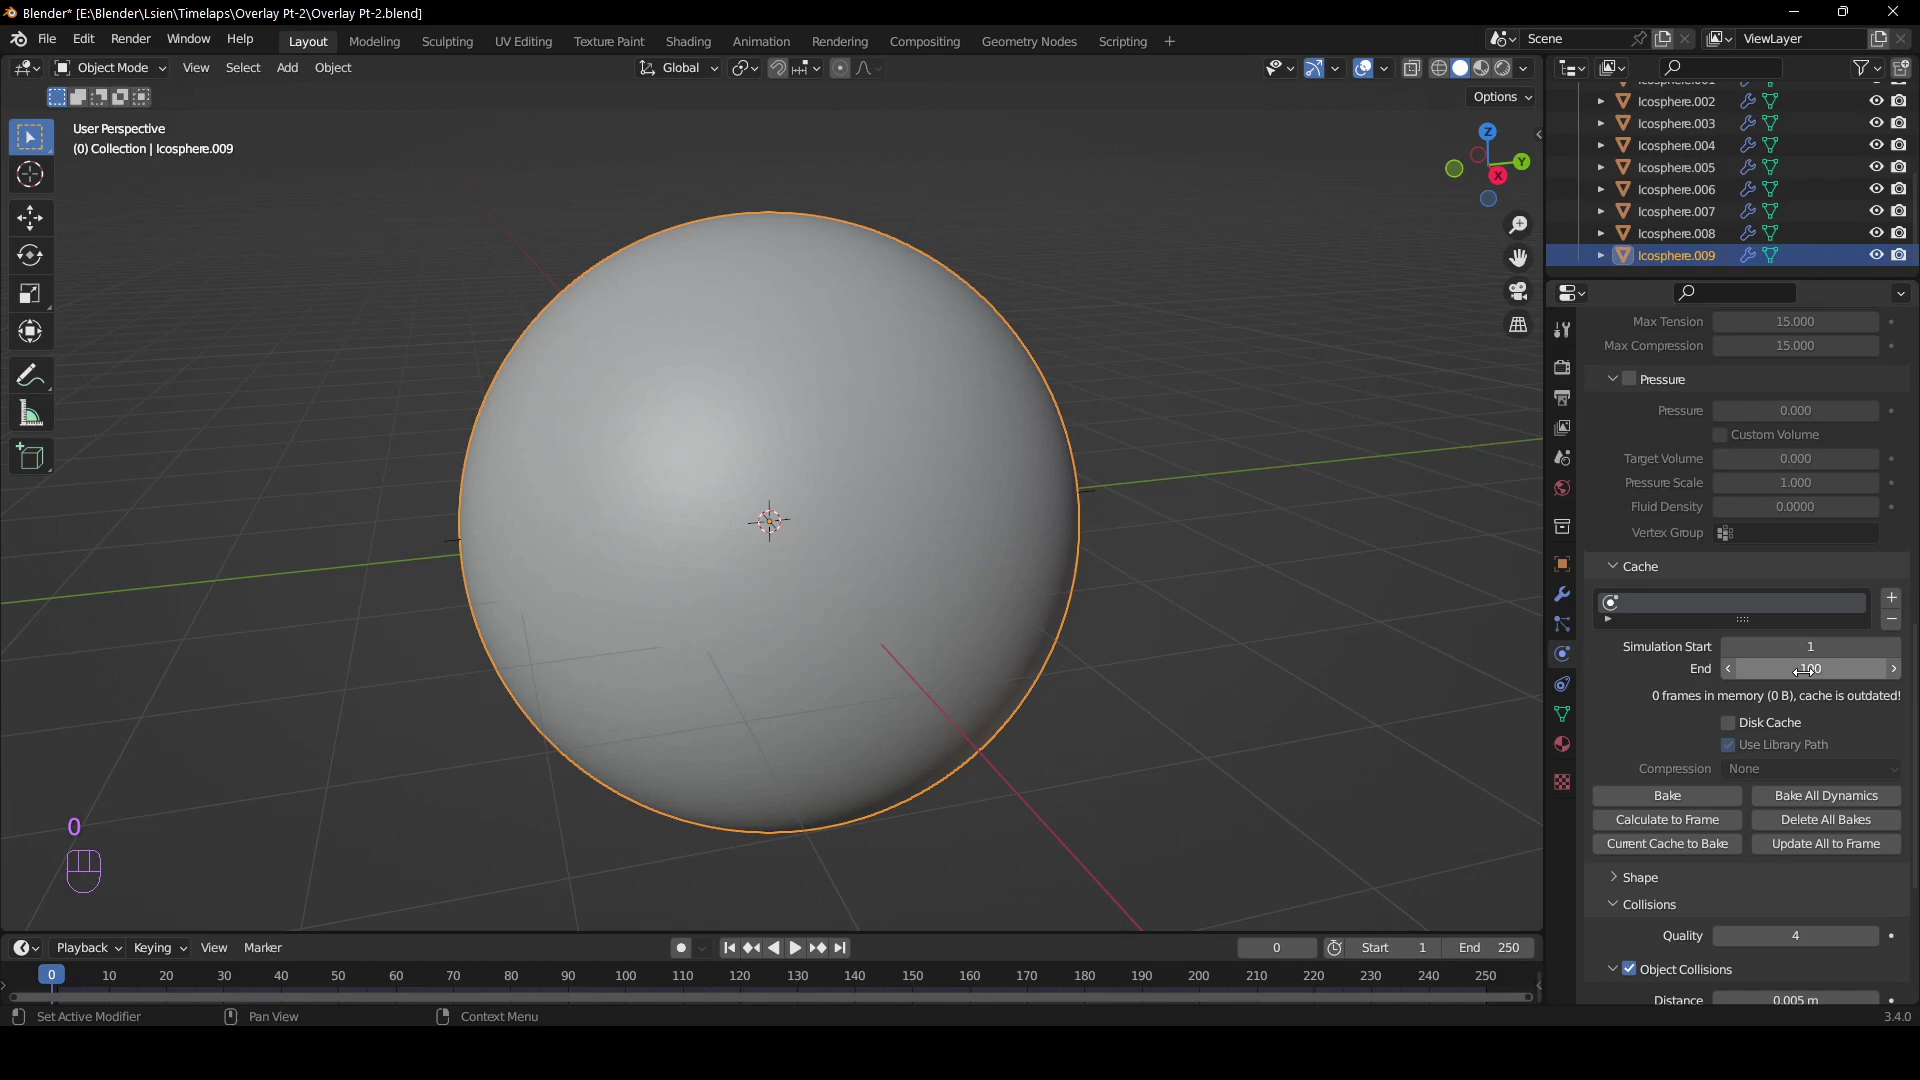 Blender* [E:\Blender\Lsien\Timelaps\Overlay Pt-2\Overlay Pt-2.blend]
File Edit Render Window Help Layout Modeling Sculpting UV Editing Texture Paint Shading Animation Rendering Compositing Geometry Nodes Scripting + Scene ViewLayer
Object Mode View Select Add Object Global
Options
User Perspective
(0) Collection | Icosphere.009
Z
Y
X
Icosphere.001
Icosphere.002
Icosphere.003
Icosphere.004
Icosphere.005
Icosphere.006
Icosphere.007
Icosphere.008
Icosphere.009
Max Tension 15.000
Max Compression 15.000
Pressure
Pressure 0.000
Custom Volume
Target Volume 0.000
Pressure Scale 1.000
Fluid Density 0.0000
Vertex Group
Cache
Simulation Start 1
End 100
0 frames in memory (0 B), cache is outdated!
Disk Cache
Use Library Path
Compression None
Bake Bake All Dynamics
Calculate to Frame Delete All Bakes
Current Cache to Bake Update All to Frame
Shape
Collisions
Quality 4
Object Collisions
Distance 0.005 m
0
Playback Keying View Marker 0 Start 1 End 250
0 10 20 30 40 50 60 70 80 90 100 110 120 130 140 150 160 170 180 190 200 210 220 230 240 250
Set Active Modifier Pan View Context Menu 3.4.0